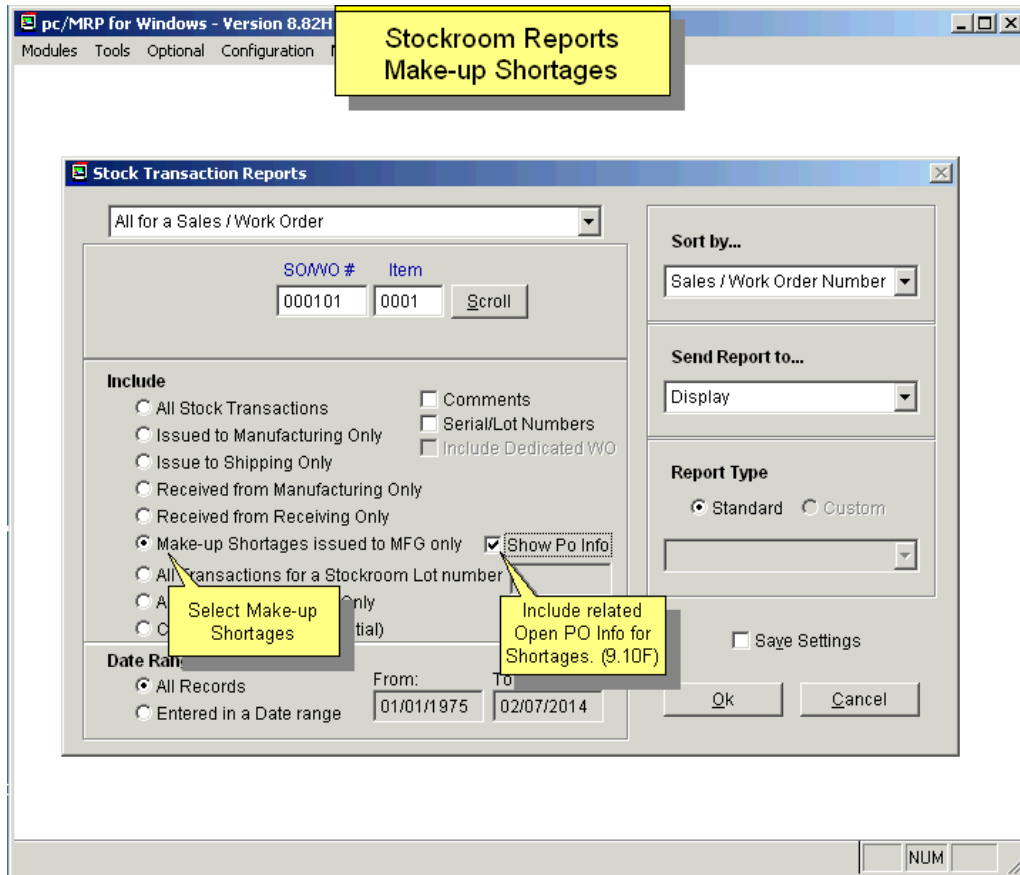 pc/MRP for Windows - Version 8.82H
Stockroom Reports
Make-up Shortages
Modules Tools Optional Configuration
Stock Transaction Reports
All for a Sales / Work Order
SO/WO # Item
000101 0001 Scroll
Sort by...
Sales / Work Order Number
Send Report to...
Display
Report Type
Standard Custom
Include
All Stock Transactions
Issued to Manufacturing Only
Issue to Shipping Only
Received from Manufacturing Only
Received from Receiving Only
Make-up Shortages issued to MFG only
All Transactions for a Stockroom Lot number
Comments
Serial/Lot Numbers
Include Dedicated WO
Show Po Info
Select Make-up
Shortages
Include related
Open PO Info for
Shortages. (9.10F)
Date
All Records
Entered in a Date range
From: To
01/01/1975 02/07/2014
Save Settings
Ok Cancel
NUM